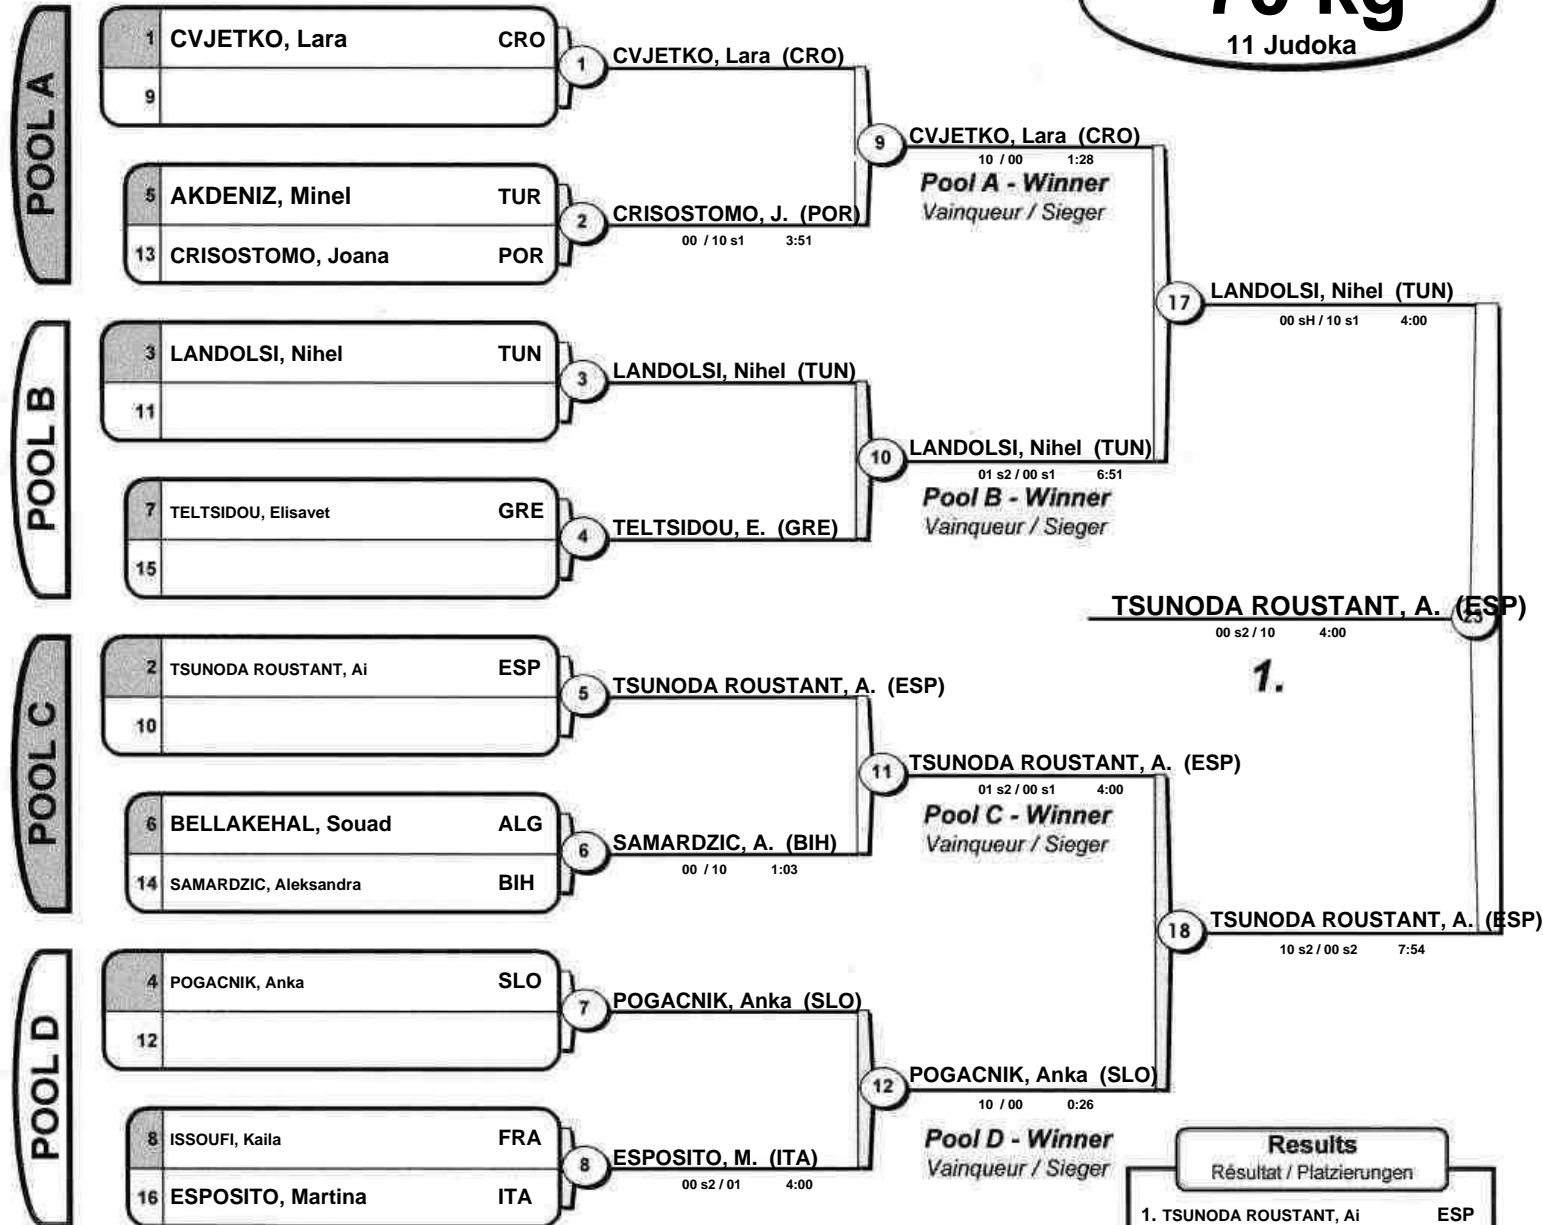 70 kg
11 Judoka
POOL A
1 CVJETKO, Lara CRO
9
1 CVJETKO, Lara (CRO)
5 AKDENIZ, Minel TUR
13 CRISOSTOMO, Joana POR
2 CRISOSTOMO, J. (POR)
00 / 10 s1 3:51
9 CVJETKO, Lara (CRO)
10 / 00 1:28
Pool A - Winner
Vainqueur / Sieger
POOL B
3 LANDOLSI, Nihel TUN
11
3 LANDOLSI, Nihel (TUN)
7 TELTSIDOU, Elisavet GRE
15
4 TELTSIDOU, E. (GRE)
10 LANDOLSI, Nihel (TUN)
01 s2 / 00 s1 6:51
Pool B - Winner
Vainqueur / Sieger
17 LANDOLSI, Nihel (TUN)
00 sH / 10 s1 4:00
TSUNODA ROUSTANT, A. (ESP)
23
00 s2 / 10 4:00
1.
POOL C
2 TSUNODA ROUSTANT, Ai ESP
10
5 TSUNODA ROUSTANT, A. (ESP)
6 BELLAKEHAL, Souad ALG
14 SAMARDZIC, Aleksandra BIH
6 SAMARDZIC, A. (BIH)
00 / 10 1:03
11 TSUNODA ROUSTANT, A. (ESP)
01 s2 / 00 s1 4:00
Pool C - Winner
Vainqueur / Sieger
18 TSUNODA ROUSTANT, A. (ESP)
10 s2 / 00 s2 7:54
POOL D
4 POGACNIK, Anka SLO
12
7 POGACNIK, Anka (SLO)
8 ISSOUFI, Kaila FRA
16 ESPOSITO, Martina ITA
8 ESPOSITO, M. (ITA)
00 s2 / 01 4:00
12 POGACNIK, Anka (SLO)
10 / 00 0:26
Pool D - Winner
Vainqueur / Sieger
Results
Résultat / Platzierungen
1. TSUNODA ROUSTANT, Ai ESP